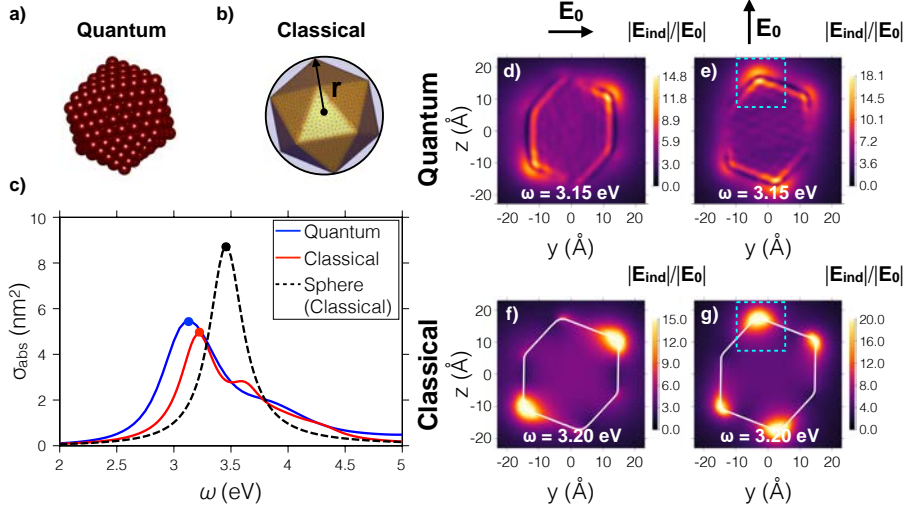 a)
Quantum
b)
Classical
r
c)
σabs (nm²)
10
8
6
4
2
0
2
2.5
3
3.5
4
4.5
5
ω (eV)
Quantum
Classical
Sphere
(Classical)
E₀
|Eind|/|E₀|
E₀
|Eind|/|E₀|
Quantum
d)
z (Å)
20
10
0
-10
-20
ω = 3.15 eV
-20
-10
0
10
20
y (Å)
14.8
12.0
9.0
6.0
3.0
0.0
e)
ω = 3.15 eV
-20
-10
0
10
20
y (Å)
18.1
14.4
10.8
7.2
3.6
0.0
Classical
|Eind|/|E₀|
|Eind|/|E₀|
f)
z (Å)
20
10
0
-10
-20
ω = 3.20 eV
-20
-10
0
10
20
y (Å)
15.0
12.0
9.0
6.0
3.0
0.0
g)
ω = 3.20 eV
-20
-10
0
10
20
y (Å)
20.0
16.0
12.0
8.0
4.0
0.0